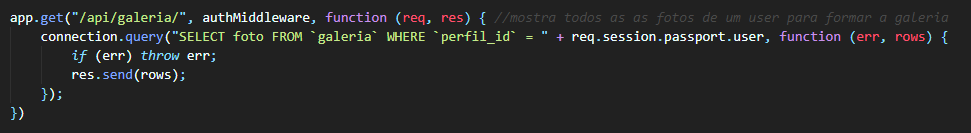 app.get("/api/galeria/", authMiddleware, function (req, res) { //mostra todos as as fotos de um user para formar a galeria
    connection.query("SELECT foto FROM `galeria` WHERE `perfil_id` = " + req.session.passport.user, function (err, rows) {
        if (err) throw err;
        res.send(rows);
    });
})